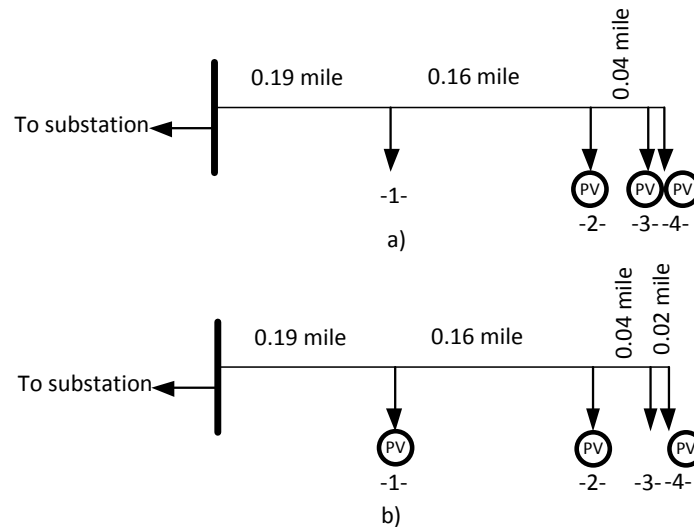 0.19 mile
0.16 mile
0.04 mile
To substation
PV
PV
PV
-1-
-2-
-3-
-4-
a)
0.19 mile
0.16 mile
0.04 mile
0.02 mile
To substation
PV
PV
PV
-1-
-2-
-3-
-4-
b)